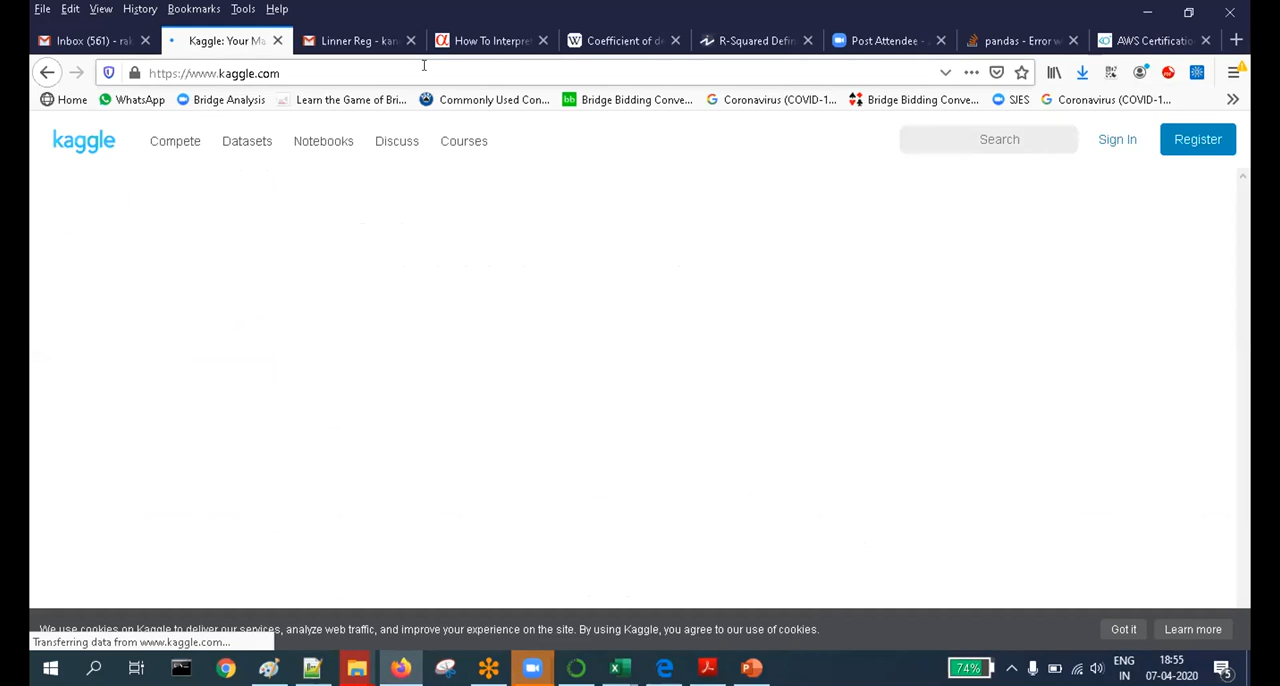 File Edit View History Bookmarks Tools Help
Inbox (561) - rak Kaggle: Your Ma Linner Reg - kan How To Interpre Coefficient of de R-Squared Defin Post Attendee - pandas - Error w AWS Certificatio
https://www.kaggle.com
Home WhatsApp Bridge Analysis Learn the Game of Bri... Commonly Used Con... Bridge Bidding Conve... Coronavirus (COVID-1... Bridge Bidding Conve... SJES Coronavirus (COVID-1...
kaggle Compete Datasets Notebooks Discuss Courses Search Sign In Register
We use cookies on Kaggle to deliver our services, analyze web traffic, and improve your experience on the site. By using Kaggle, you agree to our use of cookies. Got it Learn more
Transferring data from www.kaggle.com...
74% ENG 18:55
IN 07-04-2020 5